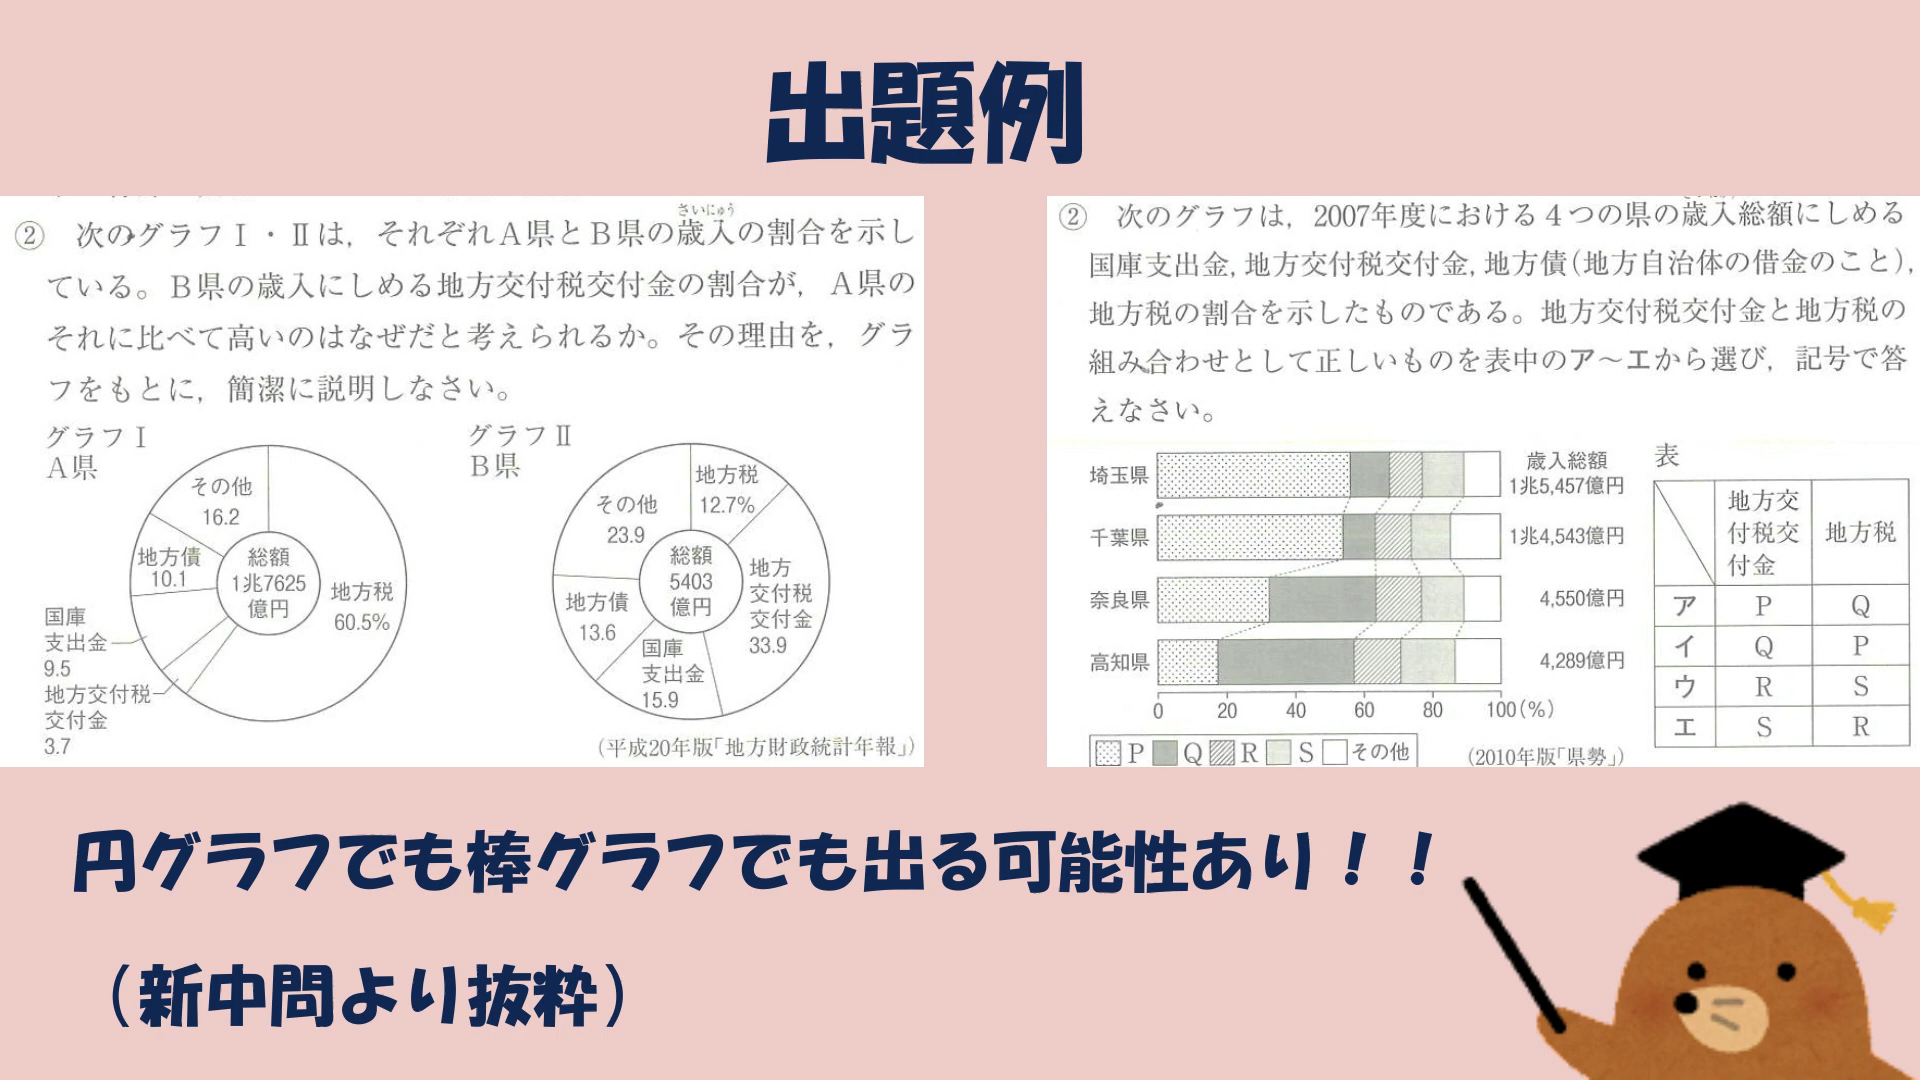 出題例
② 次のグラフⅠ・Ⅱは，それぞれA県とB県の歳入の割合を示し
さいにゅう
ている。B県の歳入にしめる地方交付税交付金の割合が，A県の
それに比べて高いのはなぜだと考えられるか。その理由を，グラ
フをもとに，簡潔に説明しなさい。
グラフⅠ
A県
その他
16.2
地方債
10.1
国庫
支出金
9.5
地方交付税
交付金
3.7
総額
1兆7625
億円
地方税
60.5%
グラフⅡ
B県
地方税
12.7%
その他
23.9
総額
5403
億円
地方
交付税
交付金
33.9
地方債
13.6
国庫
支出金
15.9
（平成20年版「地方財政統計年報」）
② 次のグラフは，2007年度における4つの県の歳入総額にしめる
国庫支出金，地方交付税交付金，地方債（地方自治体の借金のこと），
地方税の割合を示したものである。地方交付税交付金と地方税の
組み合わせとして正しいものを表中のア～エから選び，記号で答
えなさい。
埼玉県
千葉県
奈良県
高知県
歳入総額
1兆5,457億円
1兆4,543億円
4,550億円
4,289億円
0 20 40 60 80 100(%)
P Q R S その他
（2010年版「県勢」）
表
地方交
付税交
付金
地方税
ア P Q
イ Q P
ウ R S
エ S R
円グラフでも棒グラフでも出る可能性あり！！
（新中問より抜粋）